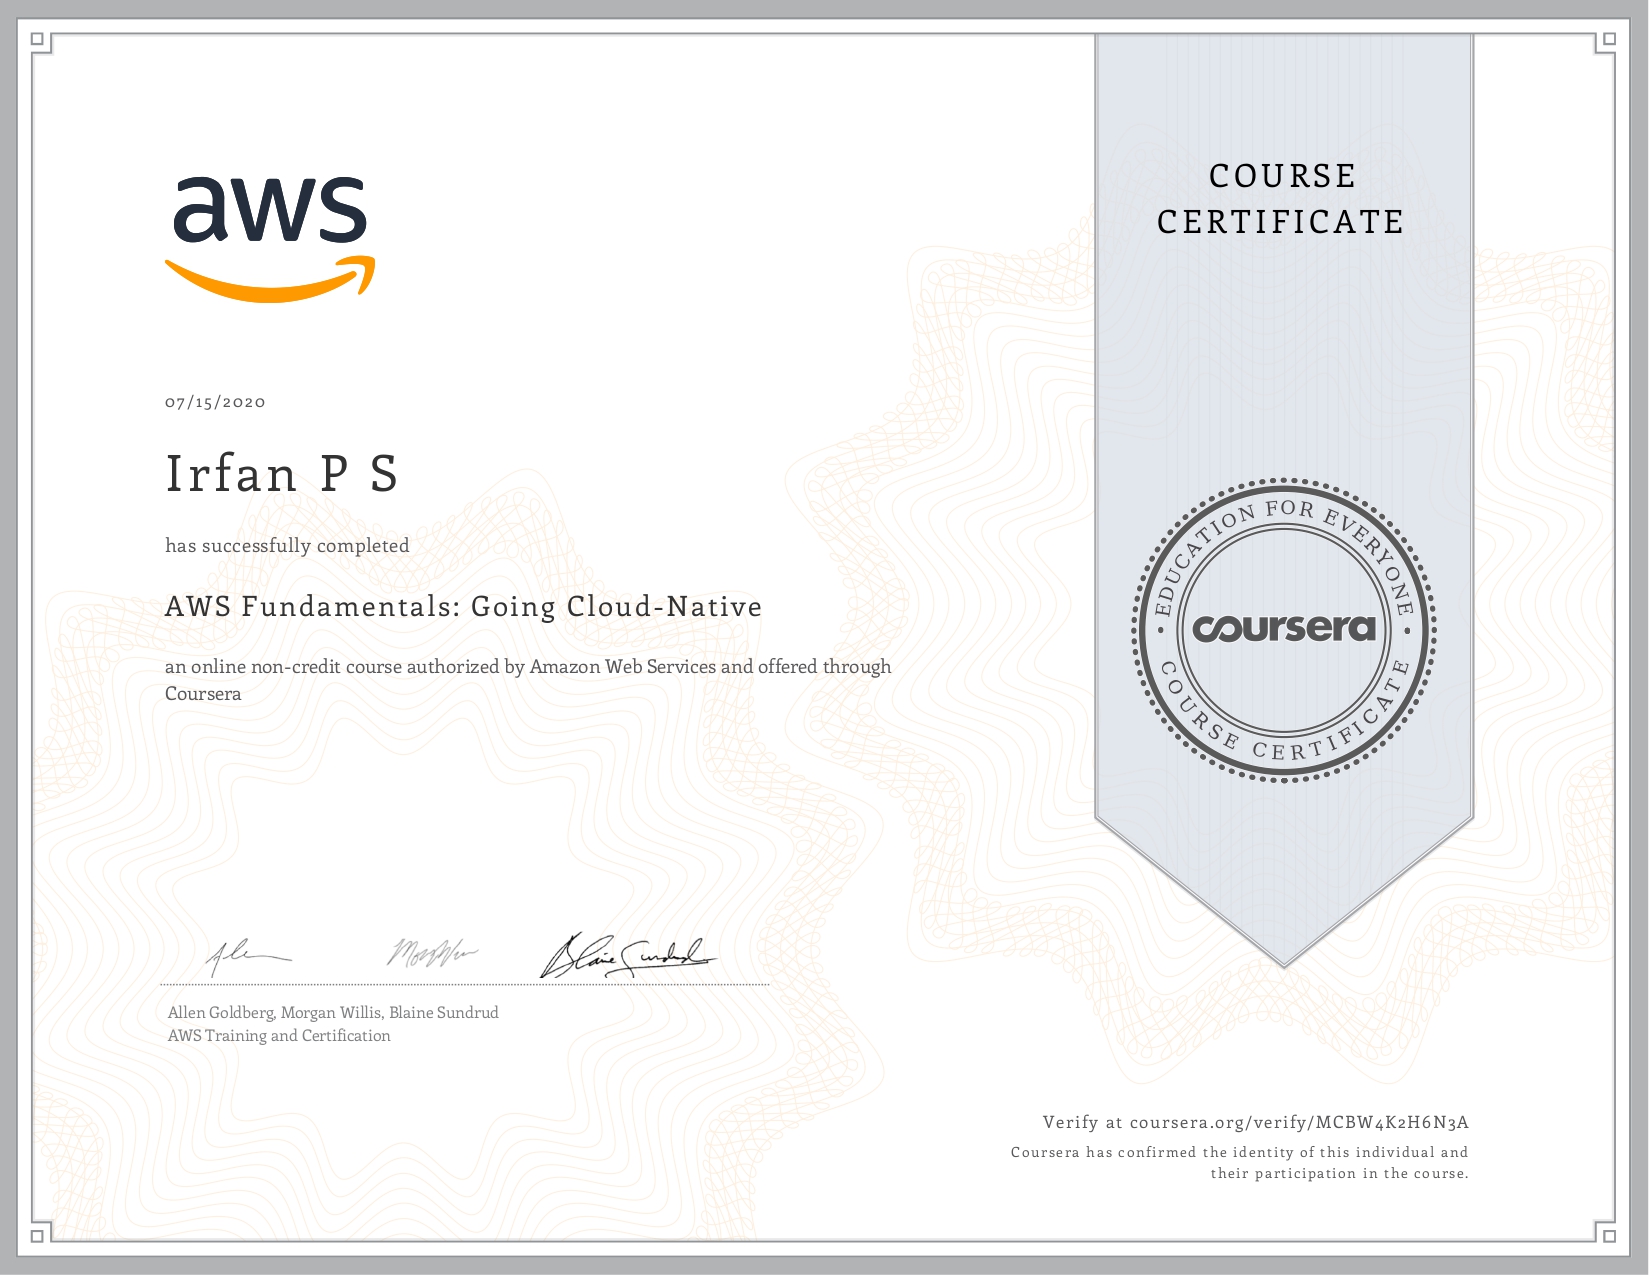 aws
COURSE
CERTIFICATE
07/15/2020
Irfan P S
has successfully completed
AWS Fundamentals: Going Cloud-Native
an online non-credit course authorized by Amazon Web Services and offered through
Coursera
EDUCATION FOR EVERYONE
coursera
COURSE CERTIFICATE
Blaine Sundrud
Allen Goldberg, Morgan Willis, Blaine Sundrud
AWS Training and Certification
Verify at coursera.org/verify/MCBW4K2H6N3A
Coursera has confirmed the identity of this individual and
their participation in the course.